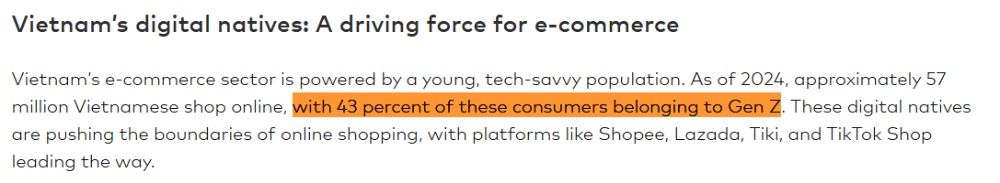 Vietnam's digital natives: A driving force for e-commerce
Vietnam's e-commerce sector is powered by a young, tech-savvy population. As of 2024, approximately 57
million Vietnamese shop online, with 43 percent of these consumers belonging to Gen Z. These digital natives
are pushing the boundaries of online shopping, with platforms like Shopee, Lazada, Tiki, and TikTok Shop
leading the way.